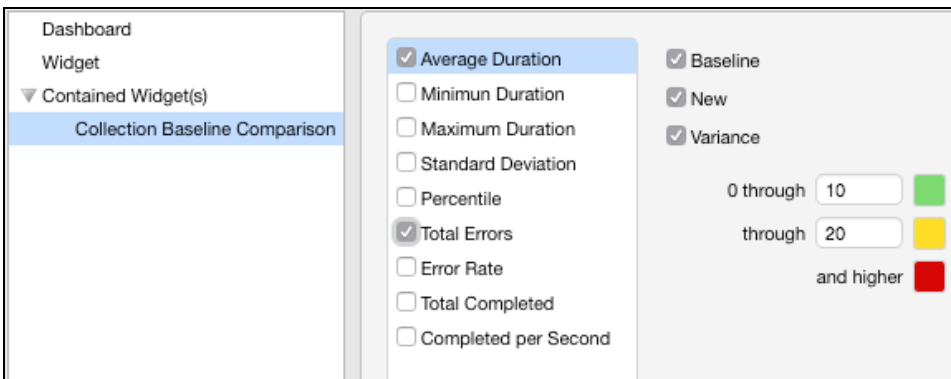 Dashboard
Widget
Contained Widget(s)
Collection Baseline Comparison
Average Duration
Minimun Duration
Maximum Duration
Standard Deviation
Percentile
Total Errors
Error Rate
Total Completed
Completed per Second
Baseline
New
Variance
0 through 10
through 20
and higher